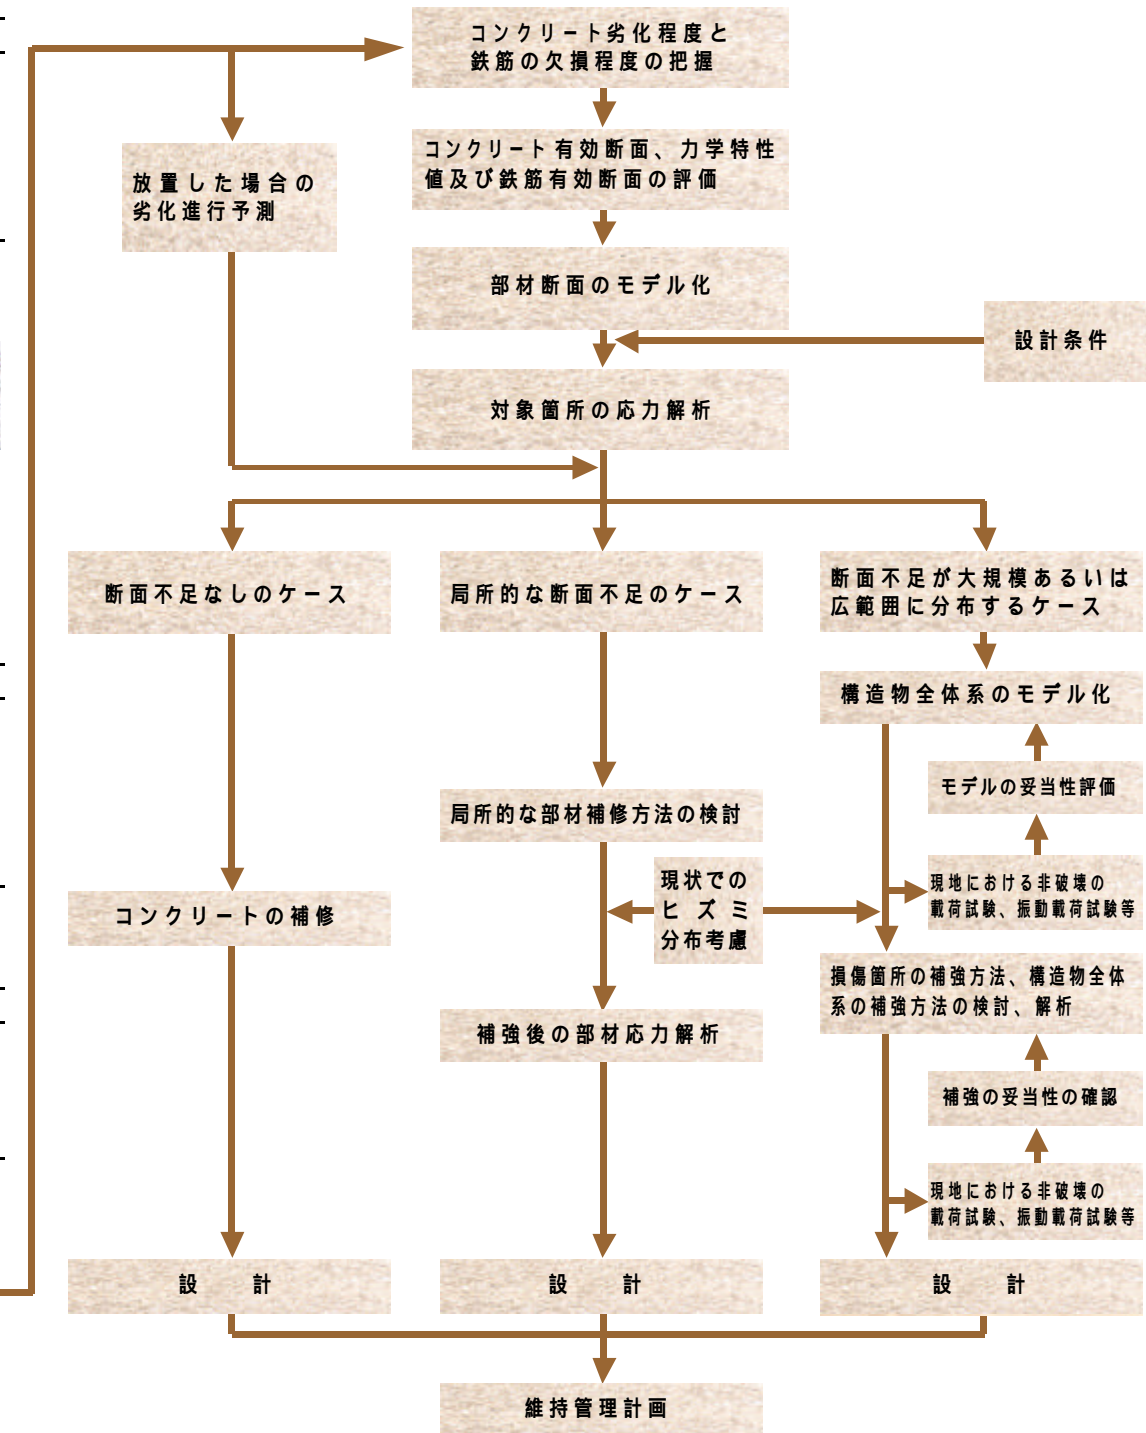 コンクリート劣化程度と
鉄筋の欠損程度の把握
放置した場合の
劣化進行予測
コンクリート有効断面、力学特性
値及び鉄筋有効断面の評価
部材断面のモデル化
設計条件
対象箇所の応力解析
断面不足なしのケース
局所的な断面不足のケース
断面不足が大規模あるいは
広範囲に分布するケース
構造物全体系のモデル化
モデルの妥当性評価
局所的な部材補修方法の検討
現状での
ヒズミ
分布考慮
現地における非破壊の
載荷試験、振動載荷試験等
コンクリートの補修
損傷箇所の補強方法、構造物全体
系の補強方法の検討、解析
補強後の部材応力解析
補強の妥当性の確認
現地における非破壊の
載荷試験、振動載荷試験等
設 計
設 計
設 計
維持管理計画